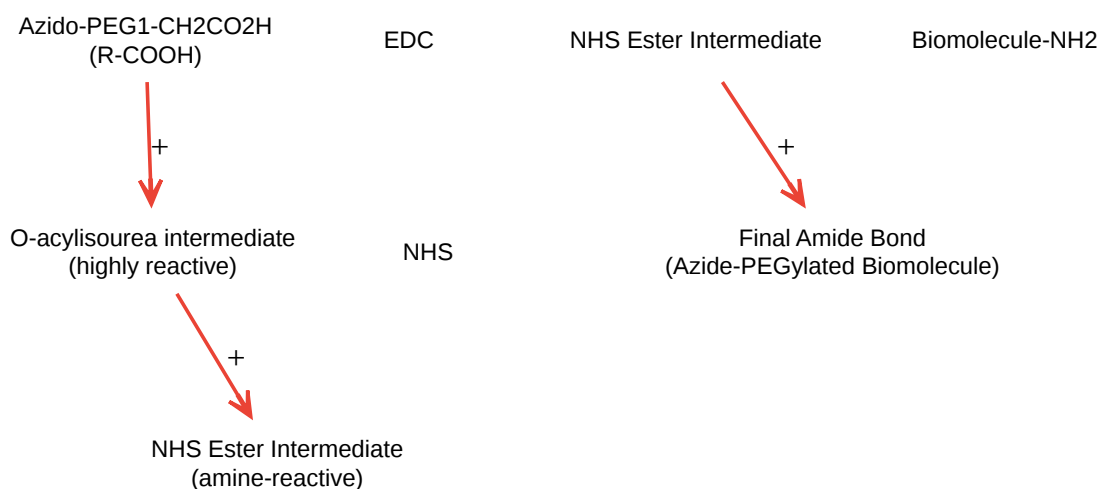 Azido-PEG1-CH2CO2H
(R-COOH)
EDC
NHS Ester Intermediate
Biomolecule-NH2
+
+
O-acylisourea intermediate
(highly reactive)
NHS
Final Amide Bond
(Azide-PEGylated Biomolecule)
+
NHS Ester Intermediate
(amine-reactive)